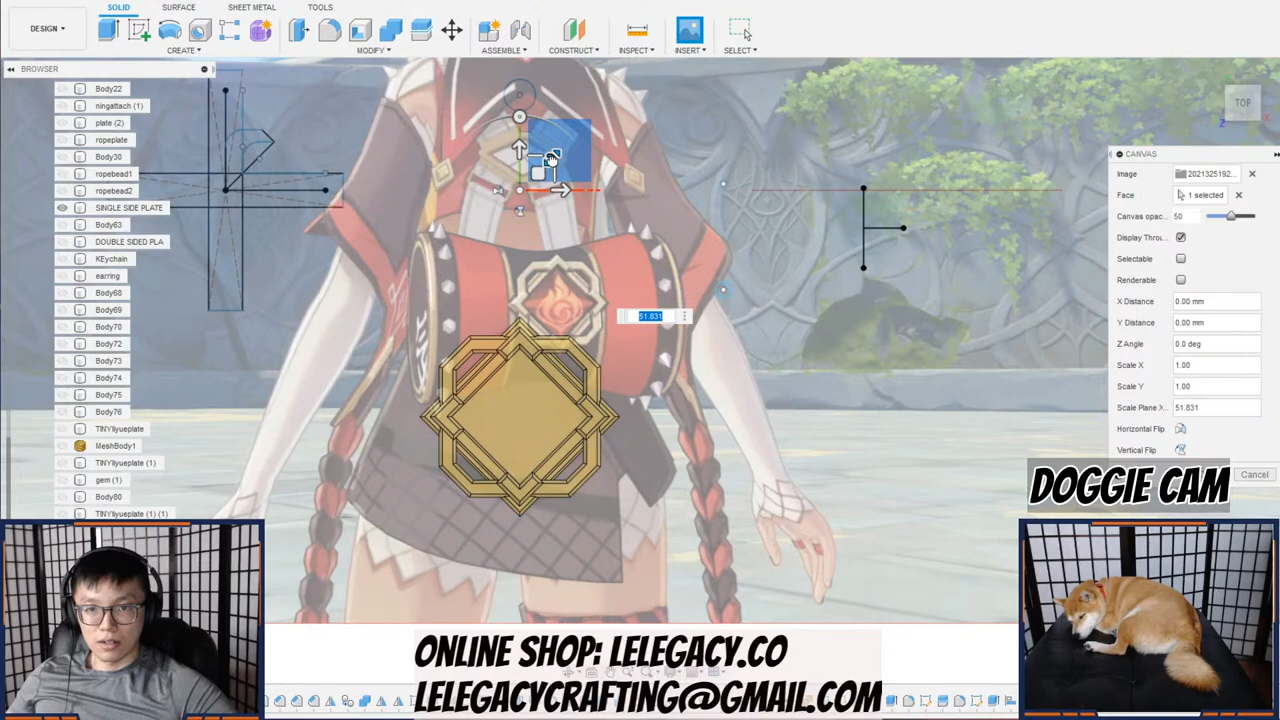 SOLID SURFACE SHEET METAL TOOLS
DESIGN
CREATE MODIFY ASSEMBLE CONSTRUCT INSPECT INSERT SELECT
BROWSER
Body22
ningattach (1)
plate (2)
ropeplate
Body30
ropebead1
ropebead2
SINGLE SIDE PLATE
Body63
DOUBLE SIDED PLA
KEychain
earring
Body68
Body69
Body70
Body72
Body73
Body74
Body75
Body76
TINYliyueplate
MeshBody1
TINYliyueplate (1)
gem (1)
Body80
TINYliyueplate (1) (1)
51.831
TOP
Z
X
CANVAS
Image 2021325192...
Face 1 selected
Canvas opac... 50
Display Throu...
Selectable
Renderable
X Distance 0.00 mm
Y Distance 0.00 mm
Z Angle 0.0 deg
Scale X 1.00
Scale Y 1.00
Scale Plane X... 51.831
Horizontal Flip
Vertical Flip
Cancel
DOGGIE CAM
ONLINE SHOP: LELEGACY.CO
LELEGACYCRAFTING@GMAIL.COM